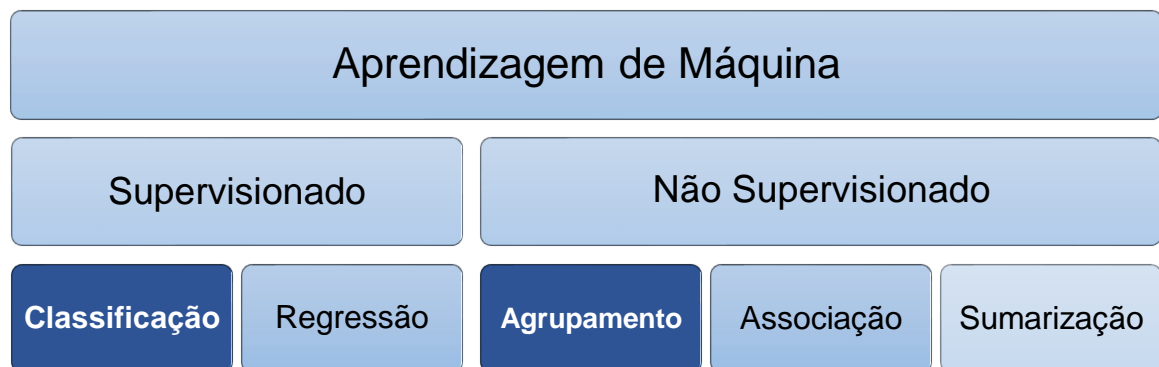 Aprendizagem de Máquina
Supervisionado
Não Supervisionado
Classificação
Regressão
Agrupamento
Associação
Sumarização